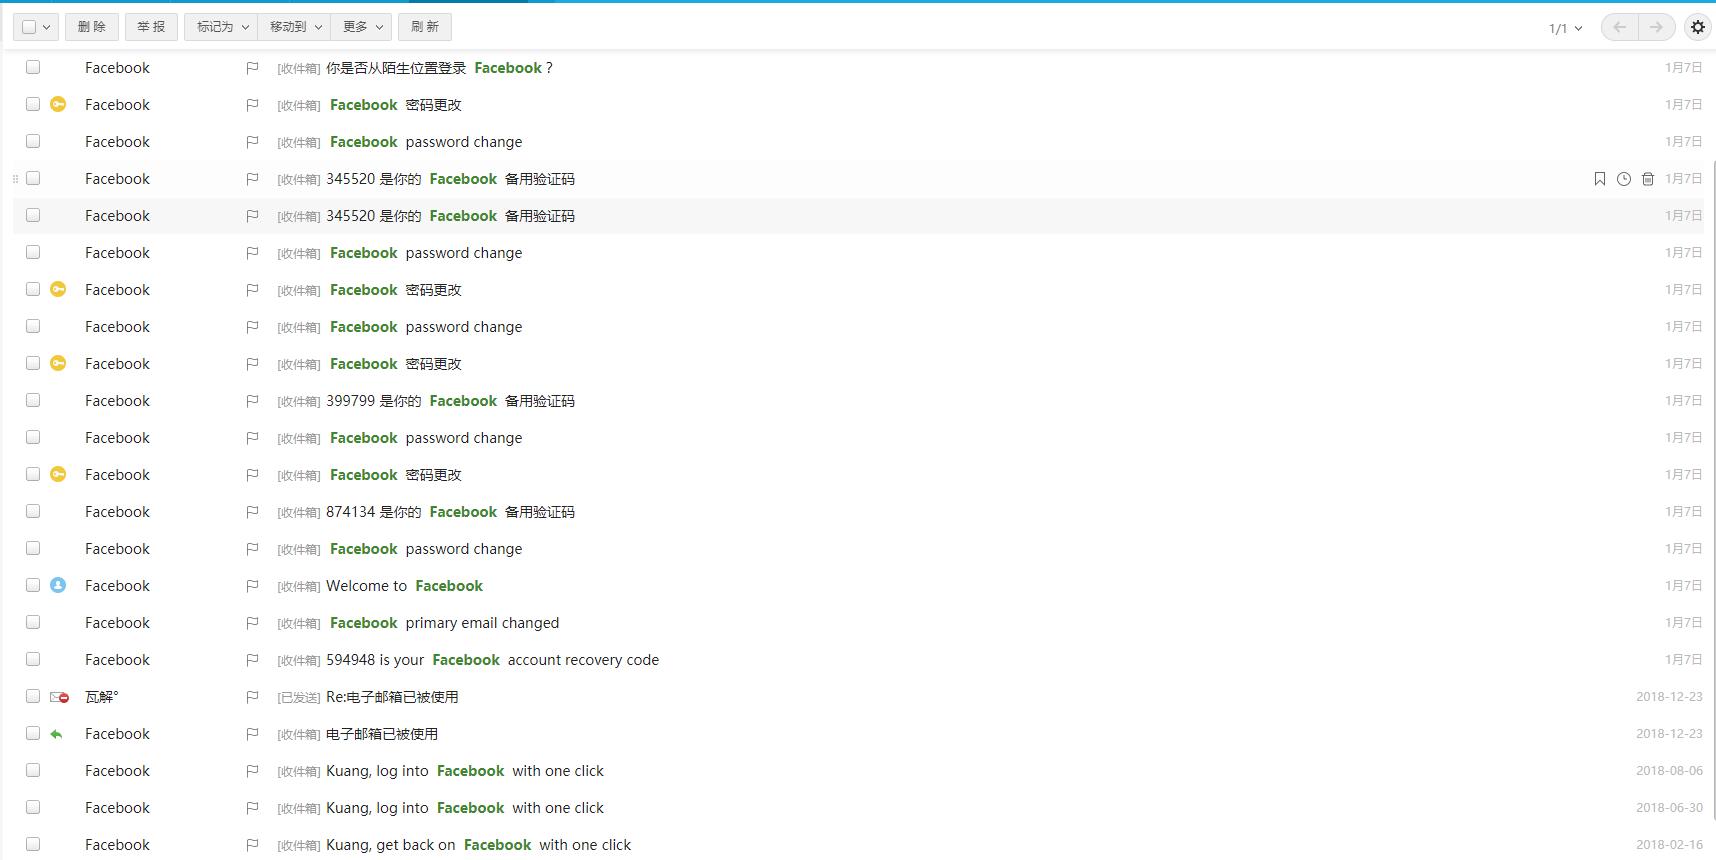 删 除 举 报 标记为 移动到 更多 刷 新 1/1
Facebook [收件箱] 你是否从陌生位置登录 Facebook ? 1月7日
Facebook [收件箱] Facebook 密码更改 1月7日
Facebook [收件箱] Facebook password change 1月7日
Facebook [收件箱] 345520 是你的 Facebook 备用验证码 1月7日
Facebook [收件箱] 345520 是你的 Facebook 备用验证码 1月7日
Facebook [收件箱] Facebook password change 1月7日
Facebook [收件箱] Facebook 密码更改 1月7日
Facebook [收件箱] Facebook password change 1月7日
Facebook [收件箱] Facebook 密码更改 1月7日
Facebook [收件箱] 399799 是你的 Facebook 备用验证码 1月7日
Facebook [收件箱] Facebook password change 1月7日
Facebook [收件箱] Facebook 密码更改 1月7日
Facebook [收件箱] 874134 是你的 Facebook 备用验证码 1月7日
Facebook [收件箱] Facebook password change 1月7日
Facebook [收件箱] Welcome to Facebook 1月7日
Facebook [收件箱] Facebook primary email changed 1月7日
Facebook [收件箱] 594948 is your Facebook account recovery code 1月7日
瓦解° [已发送] Re:电子邮箱已被使用 2018-12-23
Facebook [收件箱] 电子邮箱已被使用 2018-12-23
Facebook [收件箱] Kuang, log into Facebook with one click 2018-08-06
Facebook [收件箱] Kuang, log into Facebook with one click 2018-06-30
Facebook [收件箱] Kuang, get back on Facebook with one click 2018-02-16